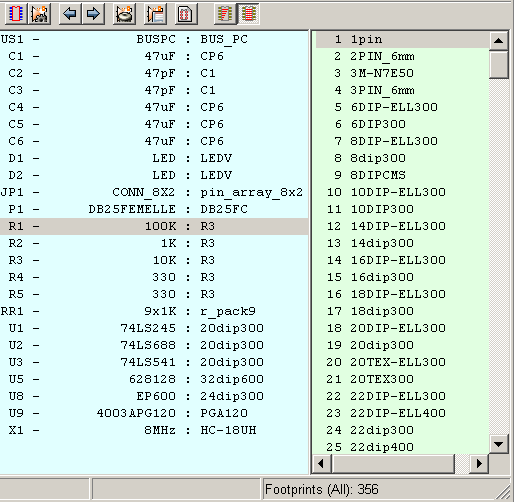 US1 - BUSPC : BUS_PC
C1 - 47uF : CP6
C2 - 47pF : C1
C3 - 47pF : C1
C4 - 47uF : CP6
C5 - 47uF : CP6
C6 - 47uF : CP6
D1 - LED : LEDV
D2 - LED : LEDV
JP1 - CONN_8X2 : pin_array_8x2
P1 - DB25FEMELLE : DB25FC
R1 - 100K : R3
R2 - 1K : R3
R3 - 10K : R3
R4 - 330 : R3
R5 - 330 : R3
RR1 - 9x1K : r_pack9
U1 - 74LS245 : 20dip300
U2 - 74LS688 : 20dip300
U3 - 74LS541 : 20dip300
U5 - 628128 : 32dip600
U8 - EP600 : 24dip300
U9 - 4003APG120 : PGA120
X1 - 8MHz : HC-18UH
1 1pin
2 2PIN_6mm
3 3M-N7E50
4 3PIN_6mm
5 6DIP-ELL300
6 6DIP300
7 8DIP-ELL300
8 8dip300
9 8DIPCMS
10 10DIP-ELL300
11 10DIP300
12 14DIP-ELL300
13 14dip300
14 16DIP-ELL300
15 16dip300
16 18DIP-ELL300
17 18dip300
18 20DIP-ELL300
19 20dip300
20 20TEX-ELL300
21 20TEX300
22 22DIP-ELL300
23 22DIP-ELL400
24 22dip300
25 22dip400
Footprints (All): 356